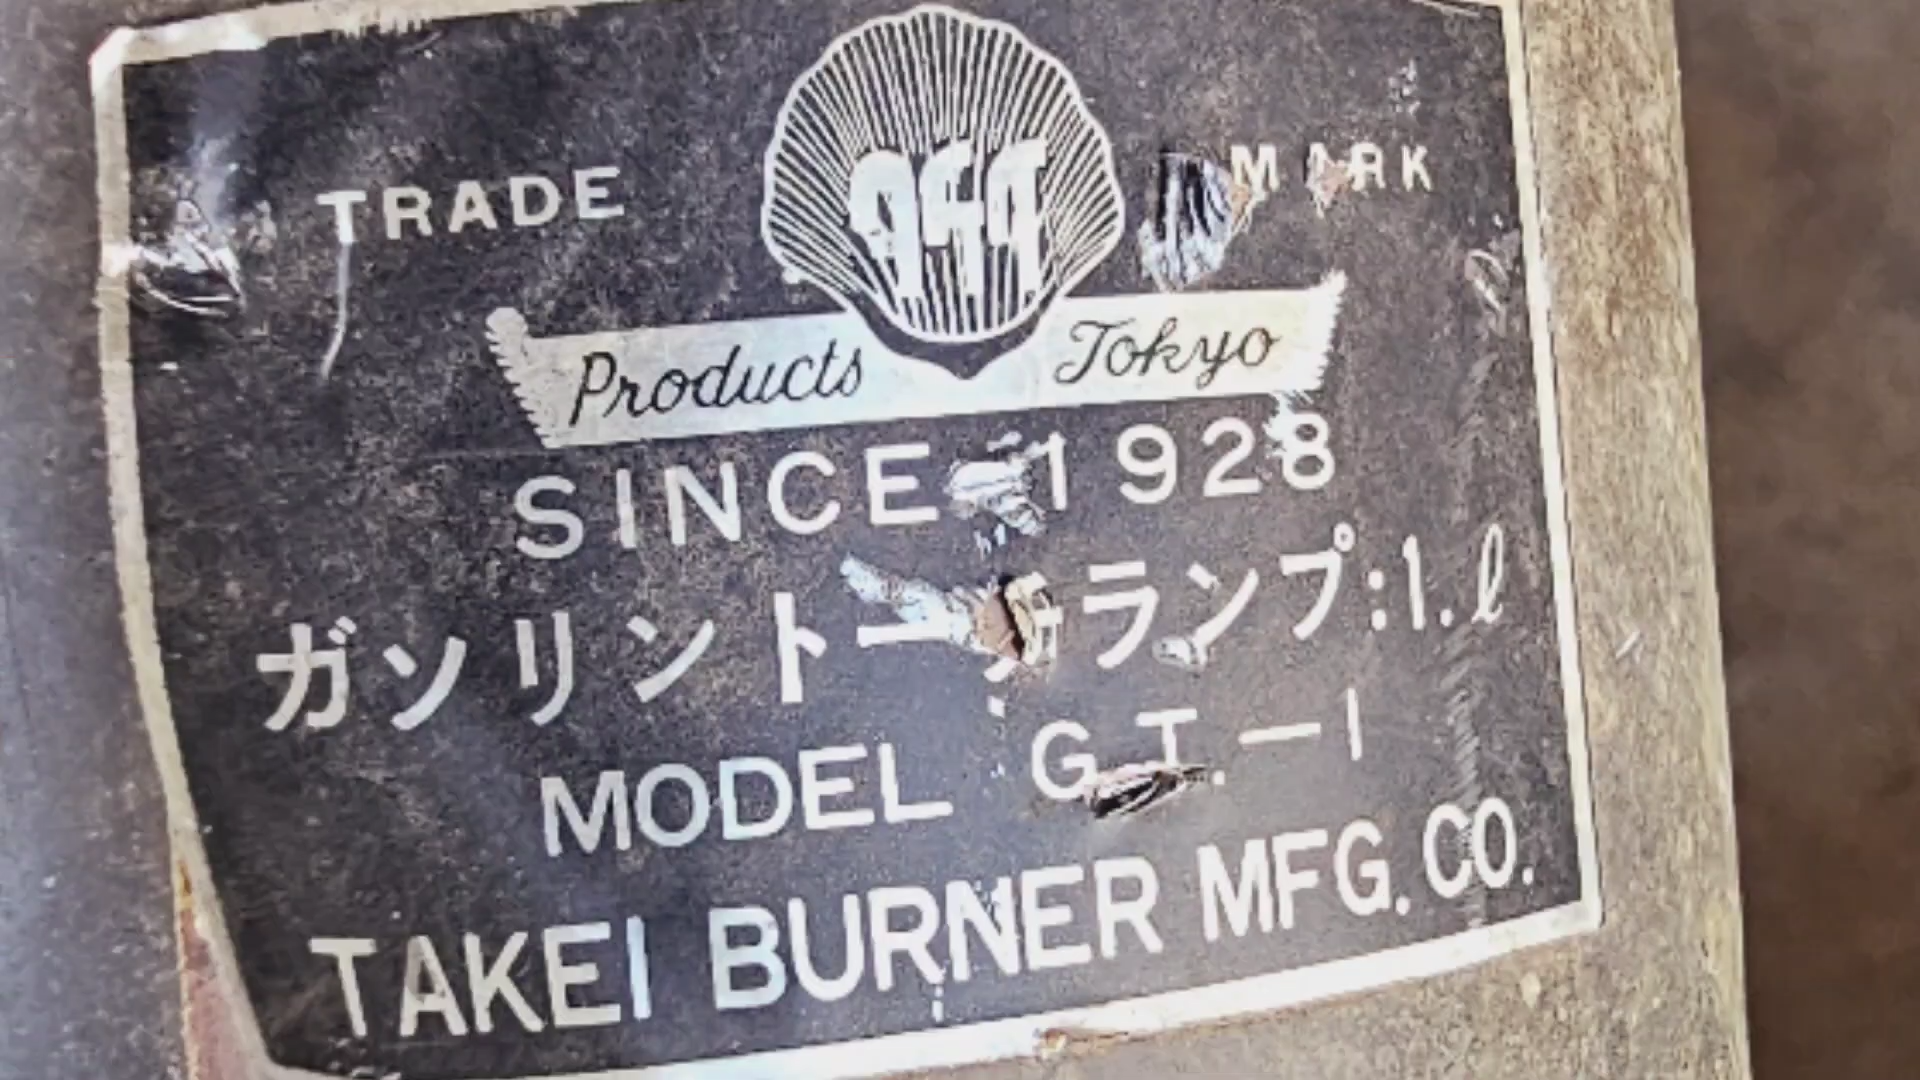 TRADE MARK
Products Tokyo
SINCE 1928
ガソリントーチランプ:1.ℓ
MODEL G.T.-1
TAKEI BURNER MFG. CO.